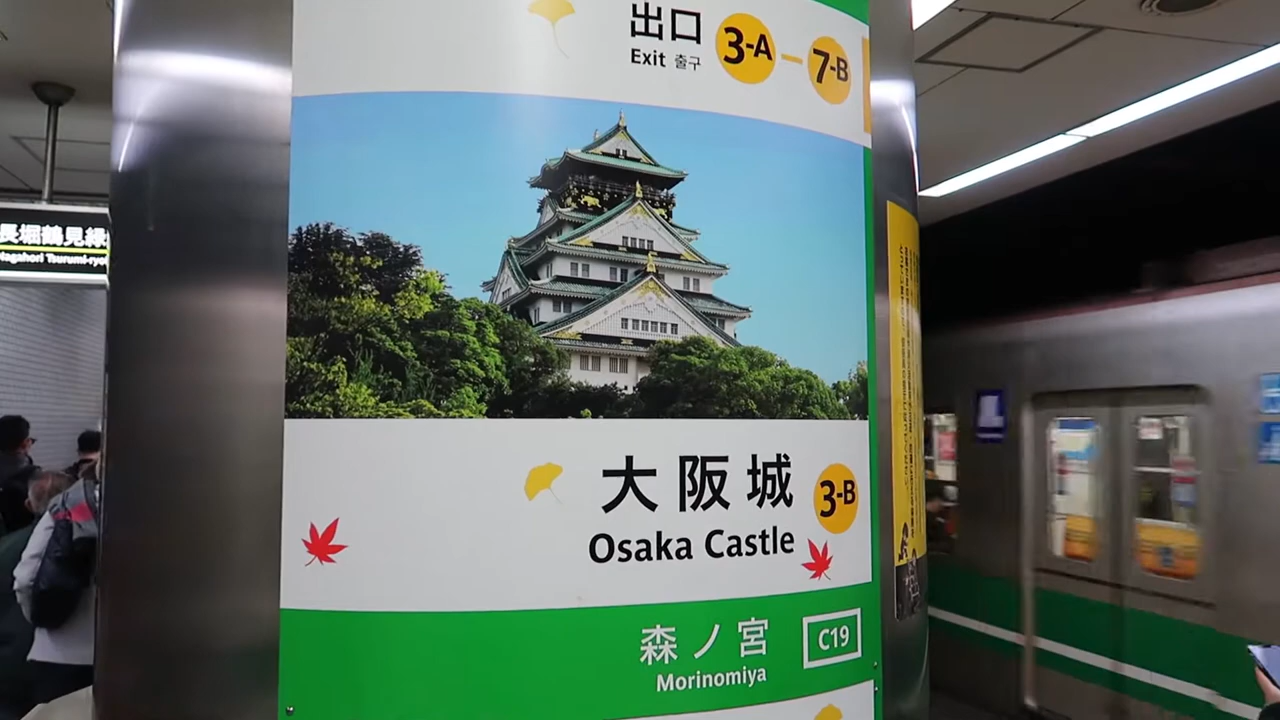 出口
Exit 출구
3-A – 7-B
長堀鶴見緑
Nagahori Tsurumi-ryo
大阪城
3-B
Osaka Castle
森ノ宮
C19
Morinomiya